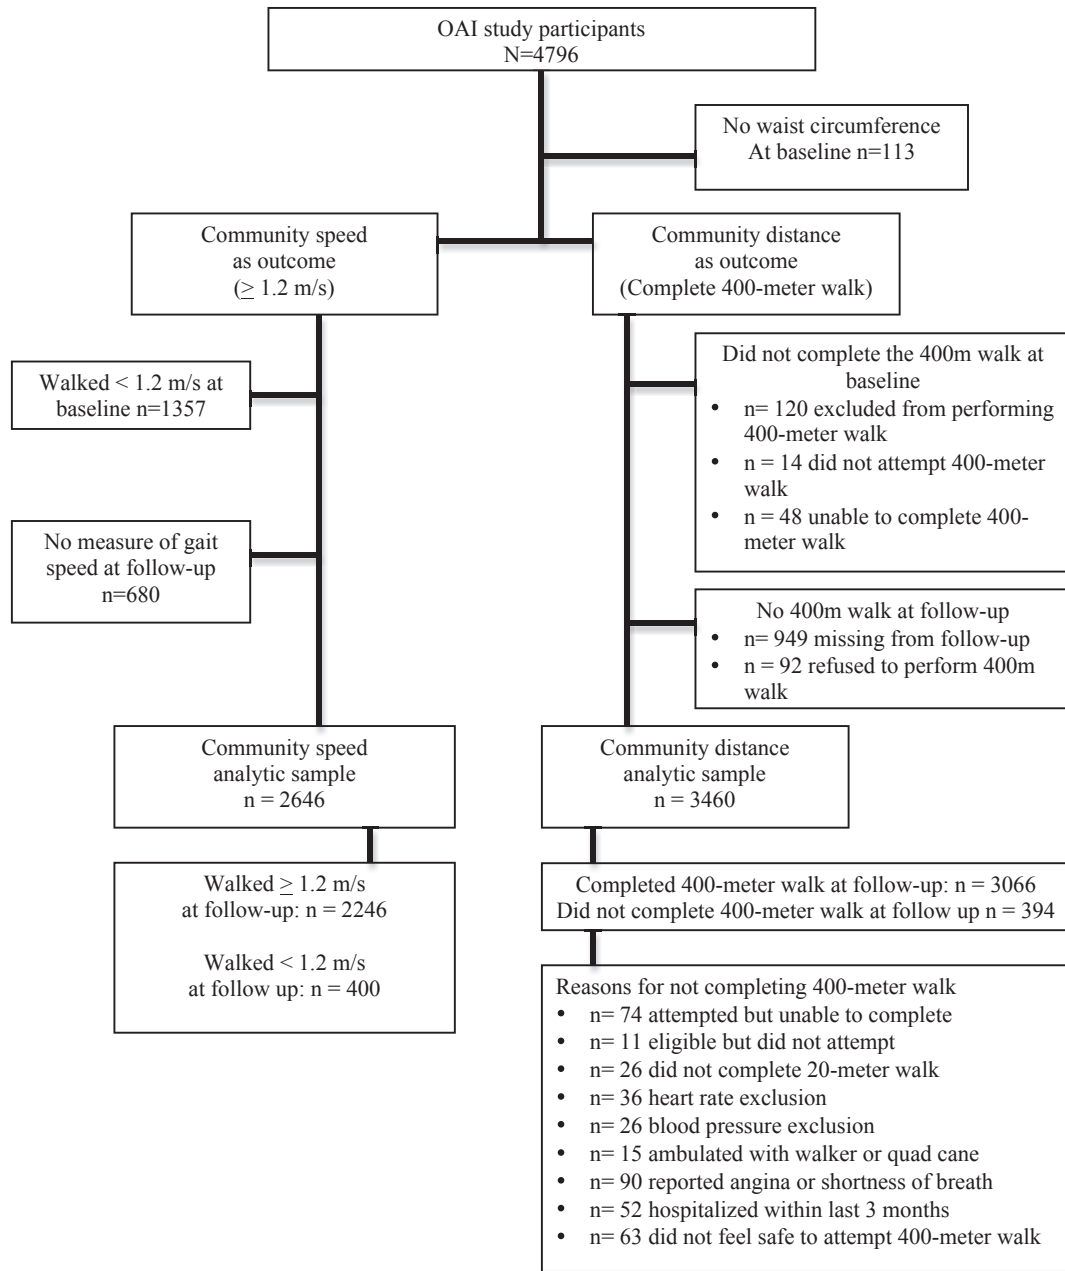 OAI study participants
N=4796
No waist circumference
At baseline n=113
Community speed
as outcome
(≥ 1.2 m/s)
Community distance
as outcome
(Complete 400-meter walk)
Walked < 1.2 m/s at
baseline n=1357
Did not complete the 400m walk at
baseline
• n= 120 excluded from performing
400-meter walk
• n = 14 did not attempt 400-meter
walk
• n = 48 unable to complete 400-
meter walk
No measure of gait
speed at follow-up
n=680
No 400m walk at follow-up
• n= 949 missing from follow-up
• n= 92 refused to perform 400m
walk
Community speed
analytic sample
n = 2646
Community distance
analytic sample
n = 3460
Walked ≥ 1.2 m/s
at follow-up: n = 2246
Walked < 1.2 m/s
at follow up: n = 400
Completed 400-meter walk at follow-up: n = 3066
Did not complete 400-meter walk at follow up n = 394
Reasons for not completing 400-meter walk
• n= 74 attempted but unable to complete
• n= 11 eligible but did not attempt
• n= 26 did not complete 20-meter walk
• n= 36 heart rate exclusion
• n= 26 blood pressure exclusion
• n= 15 ambulated with walker or quad cane
• n= 90 reported angina or shortness of breath
• n= 52 hospitalized within last 3 months
• n= 63 did not feel safe to attempt 400-meter walk